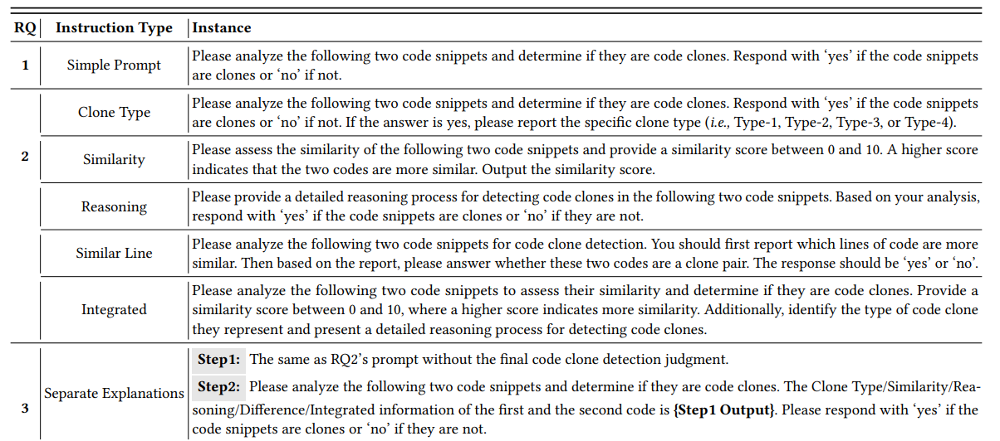 RQ Instruction Type Instance
1 Simple Prompt Please analyze the following two code snippets and determine if they are code clones. Respond with ‘yes’ if the code snippets
are clones or ‘no’ if not.
2
Clone Type Please analyze the following two code snippets and determine if they are code clones. Respond with ‘yes’ if the code snippets
are clones or ‘no’ if not. If the answer is yes, please report the specific clone type (i.e., Type-1, Type-2, Type-3, or Type-4).
Similarity Please assess the similarity of the following two code snippets and provide a similarity score between 0 and 10. A higher score
indicates that the two codes are more similar. Output the similarity score.
Reasoning Please provide a detailed reasoning process for detecting code clones in the following two code snippets. Based on your analysis,
respond with ‘yes’ if the code snippets are clones or ‘no’ if they are not.
Similar Line Please analyze the following two code snippets for code clone detection. You should first report which lines of code are more
similar. Then based on the report, please answer whether these two codes are a clone pair. The response should be ‘yes’ or ‘no’.
Integrated Please analyze the following two code snippets to assess their similarity and determine if they are code clones. Provide a
similarity score between 0 and 10, where a higher score indicates more similarity. Additionally, identify the type of code clone
they represent and present a detailed reasoning process for detecting code clones.
3 Separate Explanations
Step1: The same as RQ2’s prompt without the final code clone detection judgment.
Step2: Please analyze the following two code snippets and determine if they are code clones. The Clone Type/Similarity/Rea-
soning/Difference/Integrated information of the first and the second code is {Step1 Output}. Please respond with ‘yes’ if the
code snippets are clones or ‘no’ if they are not.